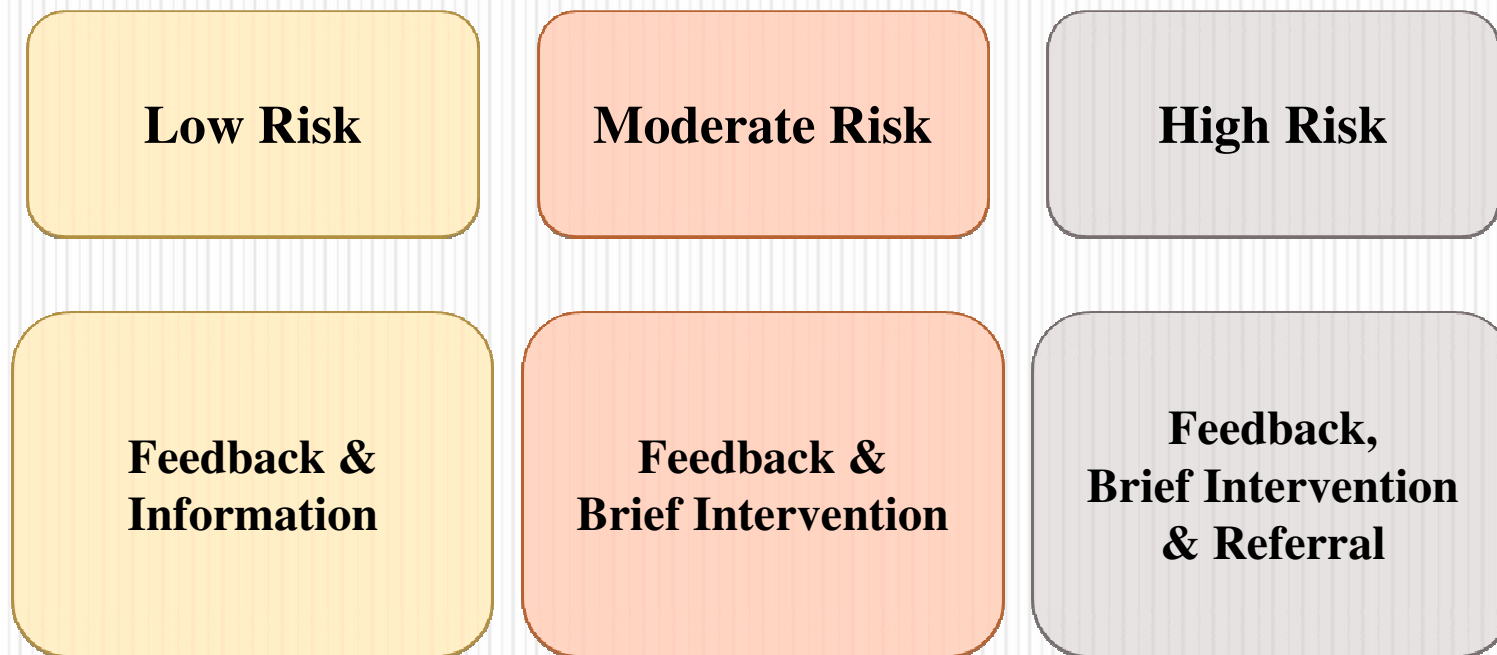 Low Risk
Moderate Risk
High Risk
Feedback &
Information
Feedback &
Brief Intervention
Feedback,
Brief Intervention
& Referral